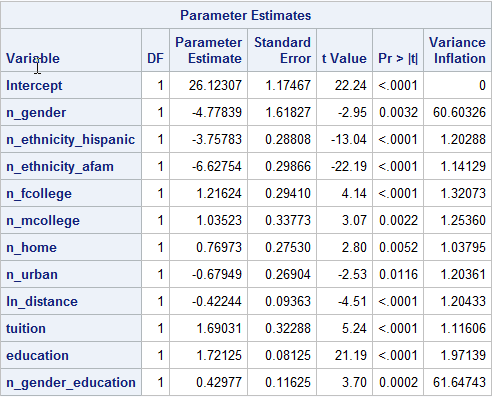 Parameter Estimates
Variable DF Parameter Estimate Standard Error t Value Pr > |t| Variance Inflation
Intercept 1 26.12307 1.17467 22.24 <.0001 0
n_gender 1 -4.77839 1.61827 -2.95 0.0032 60.60326
n_ethnicity_hispanic 1 -3.75783 0.28808 -13.04 <.0001 1.20288
n_ethnicity_afam 1 -6.62754 0.29866 -22.19 <.0001 1.14129
n_fcollege 1 1.21624 0.29410 4.14 <.0001 1.32073
n_mcollege 1 1.03523 0.33773 3.07 0.0022 1.25360
n_home 1 0.76973 0.27530 2.80 0.0052 1.03795
n_urban 1 -0.67949 0.26904 -2.53 0.0116 1.20361
ln_distance 1 -0.42244 0.09363 -4.51 <.0001 1.20433
tuition 1 1.69031 0.32288 5.24 <.0001 1.11606
education 1 1.72125 0.08125 21.19 <.0001 1.97139
n_gender_education 1 0.42977 0.11625 3.70 0.0002 61.64743